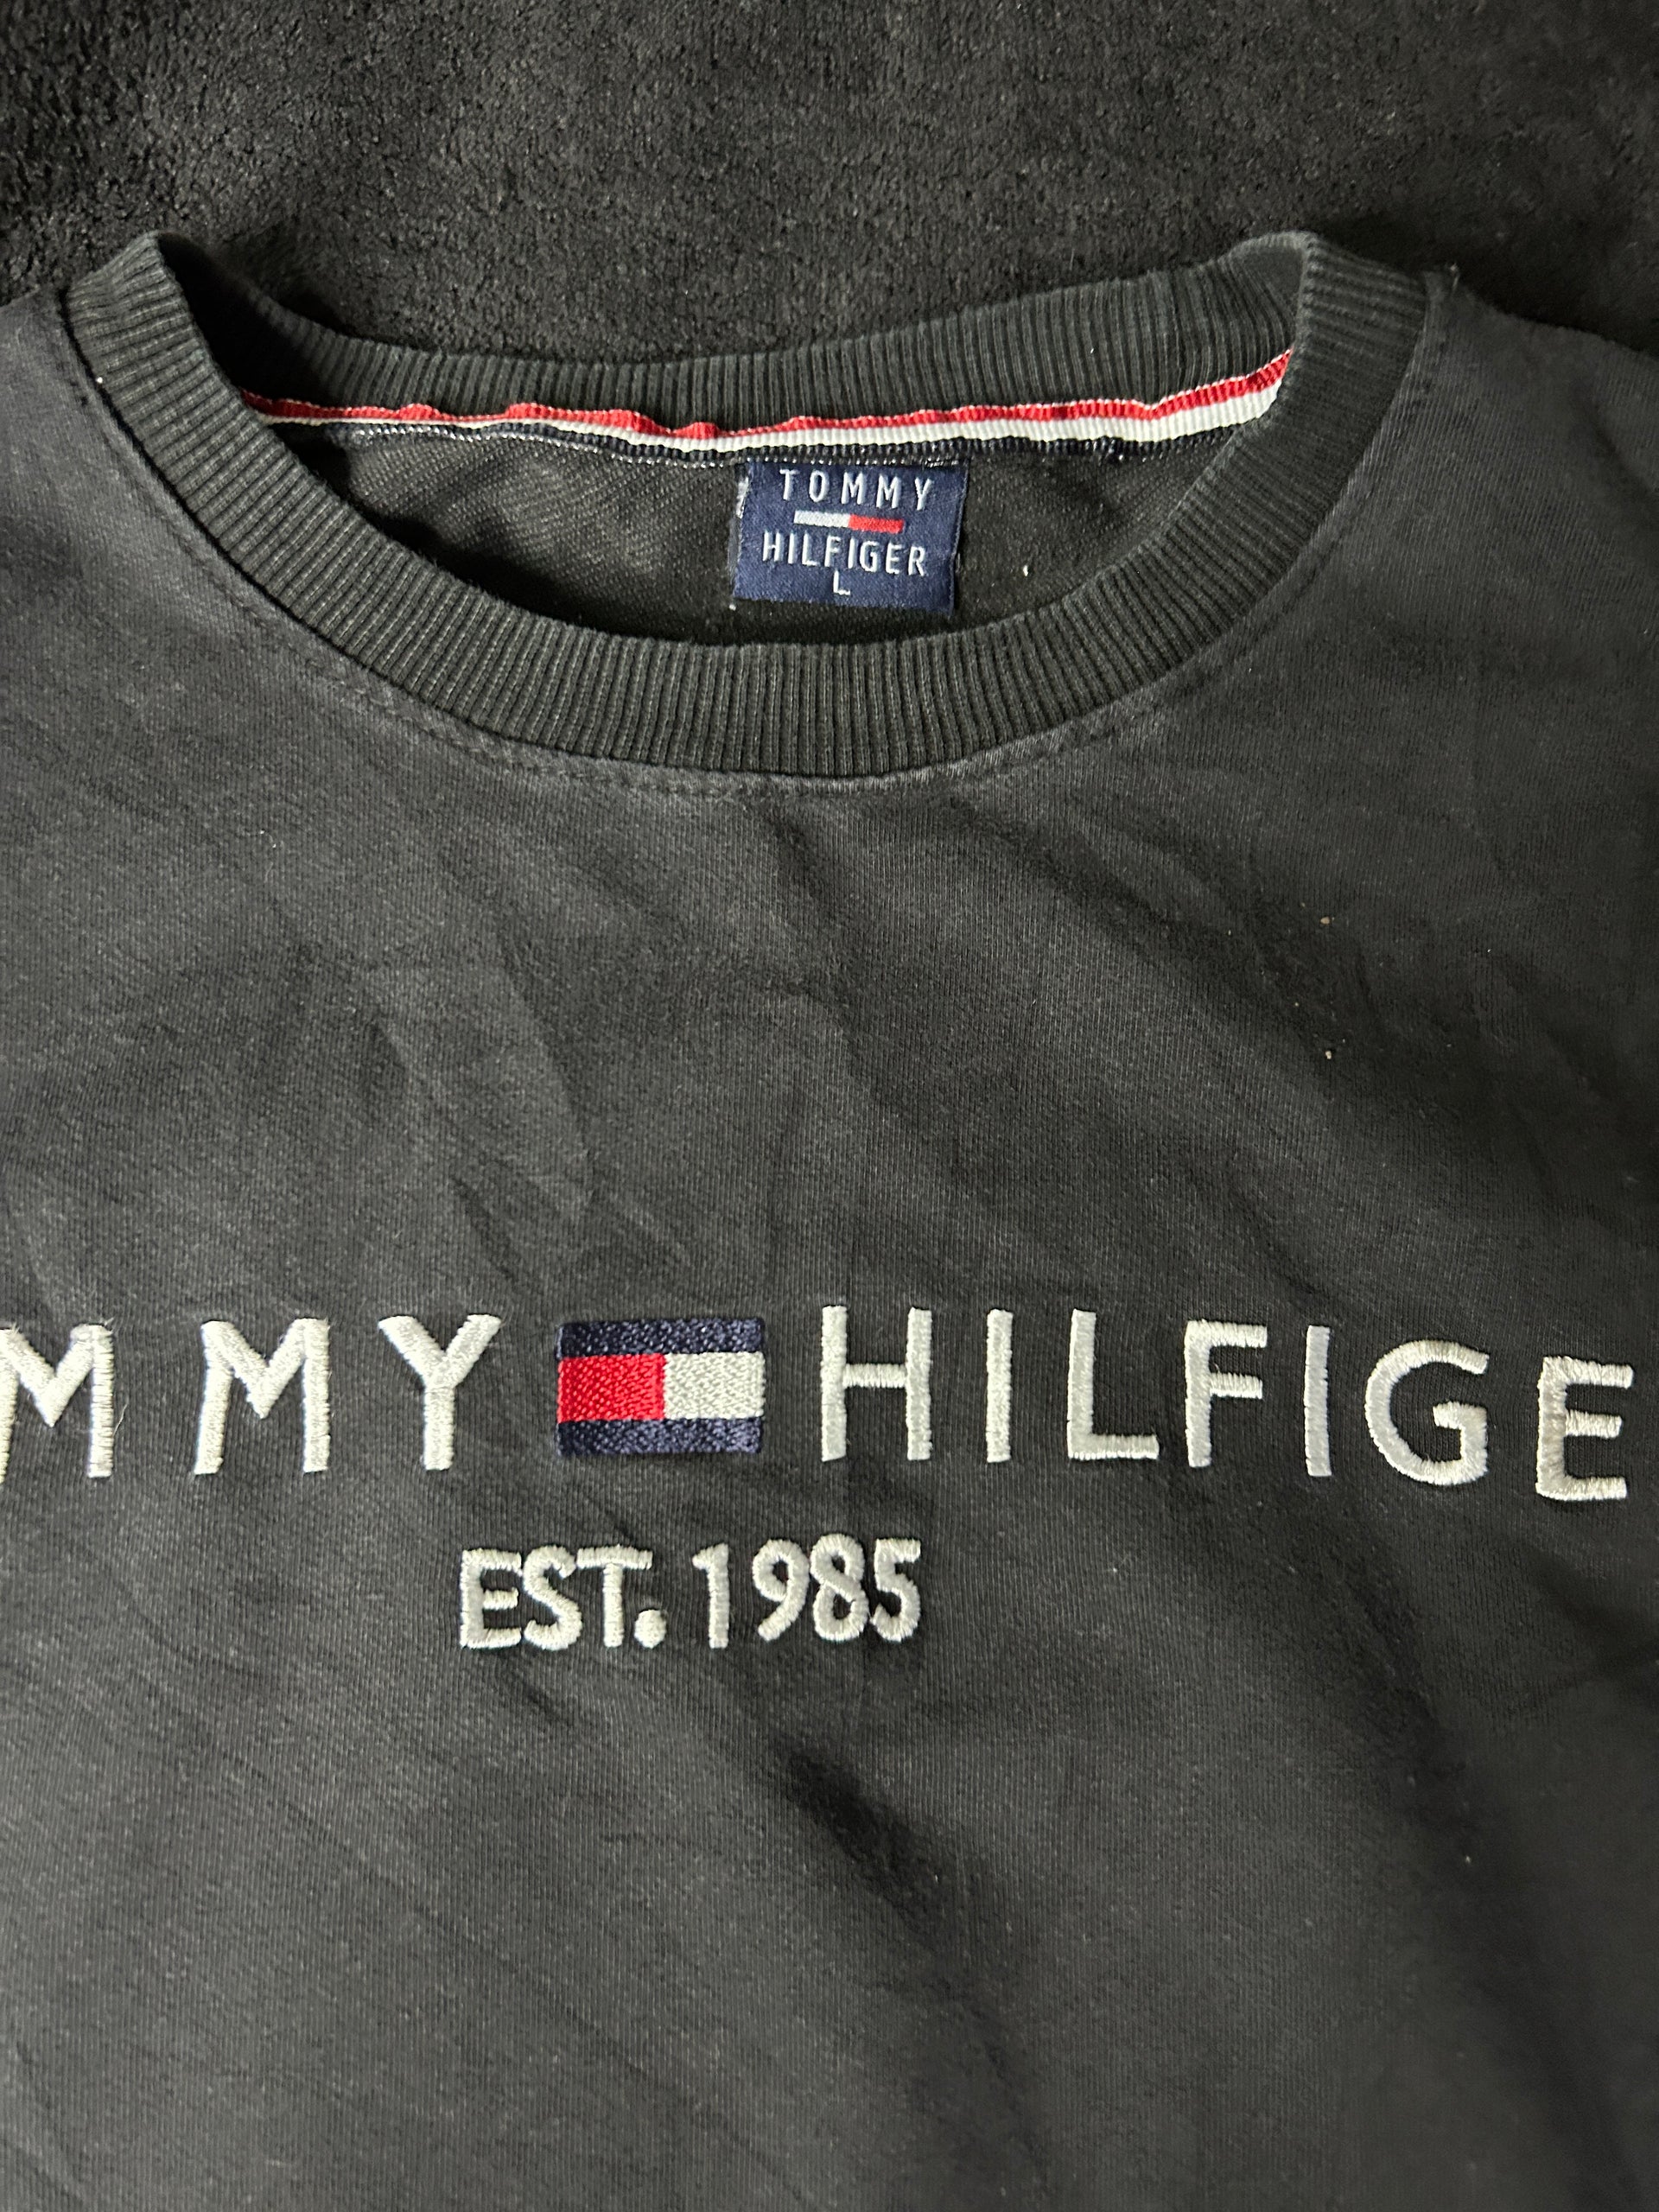 TOMMY
HILFIGER
L
MMY HILFIGE
EST. 1985